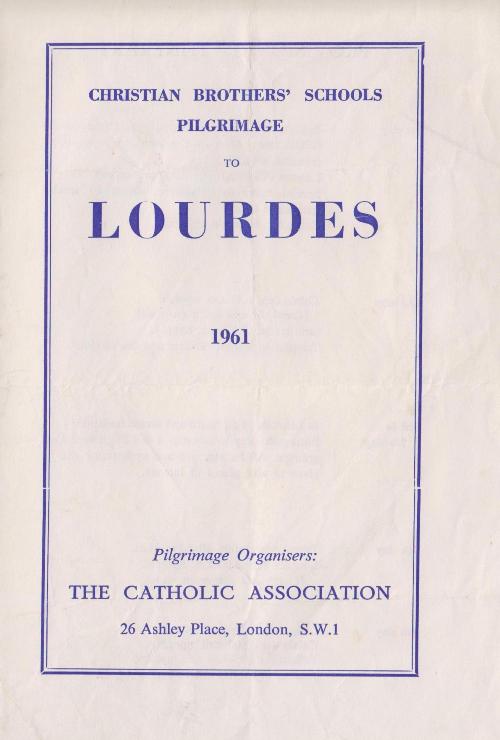 CHRISTIAN BROTHERS' SCHOOLS
PILGRIMAGE
TO
LOURDES
1961
Pilgrimage Organisers:
THE CATHOLIC ASSOCIATION
26 Ashley Place, London, S.W.1